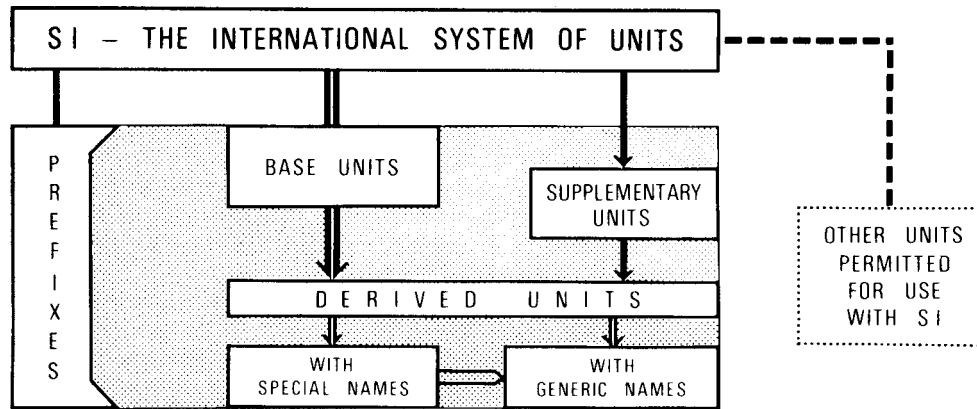 SI – THE INTERNATIONAL SYSTEM OF UNITS
PREFIXES
BASE UNITS
SUPPLEMENTARY
UNITS
DERIVED UNITS
WITH
SPECIAL NAMES
WITH
GENERIC NAMES
OTHER UNITS
PERMITTED
FOR USE
WITH SI